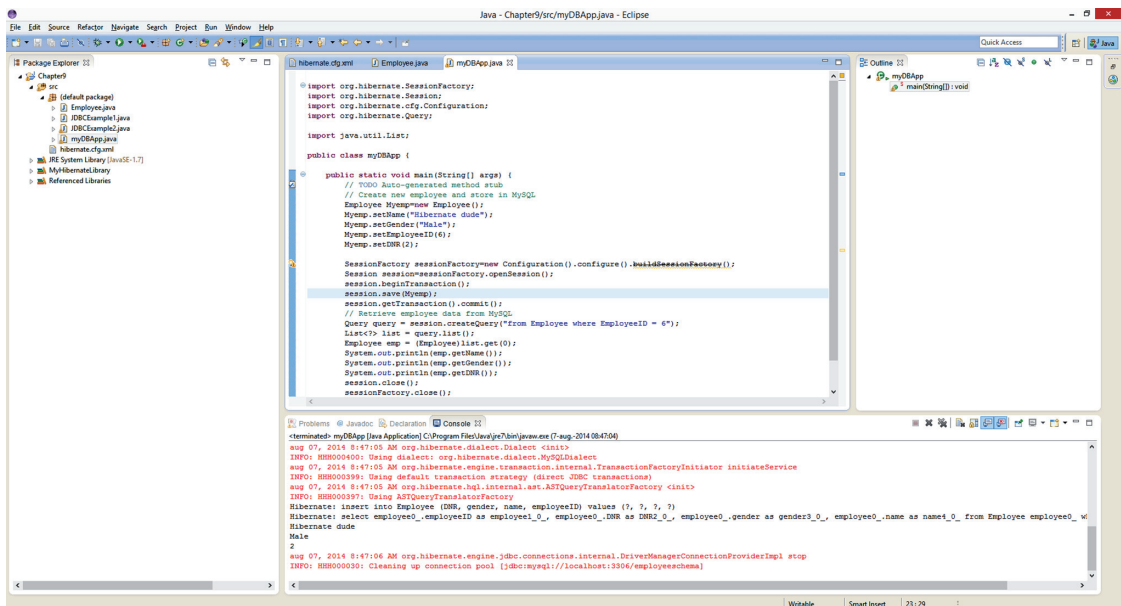 Java - Chapter9/src/myDBApp.java - Eclipse
File Edit Source Refactor Navigate Search Project Run Window Help
Quick Access
Java
Package Explorer
Chapter9
src
(default package)
Employee.java
JDBCExample1.java
JDBCExample2.java
myDBApp.java
hibernate.cfg.xml
JRE System Library [JavaSE-1.7]
MyHibernateLibrary
Referenced Libraries
hibernate.cfg.xml Employee.java myDBApp.java
import org.hibernate.SessionFactory;
import org.hibernate.Session;
import org.hibernate.cfg.Configuration;
import org.hibernate.Query;
import java.util.List;
public class myDBApp {
public static void main(String[] args) {
// TODO Auto-generated method stub
// Create new employee and store in MySQL
Employee Myemp=new Employee();
Myemp.setName("Hibernate dude");
Myemp.setGender("Male");
Myemp.setEmployeeID(6);
Myemp.setDNR(2);
SessionFactory sessionFactory=new Configuration().configure().buildSessionFactory();
Session session=sessionFactory.openSession();
session.beginTransaction();
session.save(Myemp);
session.getTransaction().commit();
// Retrieve employee data from MySQL
Query query = session.createQuery("from Employee where EmployeeID = 6");
List<?> list = query.list();
Employee emp = (Employee)list.get(0);
System.out.println(emp.getName());
System.out.println(emp.getGender());
System.out.println(emp.getDNR());
session.close();
sessionFactory.close();
Outline
myDBApp
main(String[]) : void
Problems Javadoc Declaration Console
<terminated> myDBApp [Java Application] C:\Program Files\Java\jre7\bin\javaw.exe (7-aug.-2014 08:47:04)
aug 07, 2014 8:47:05 AM org.hibernate.dialect.Dialect <init>
INFO: HHH000400: Using dialect: org.hibernate.dialect.MySQLDialect
aug 07, 2014 8:47:05 AM org.hibernate.engine.transaction.internal.TransactionFactoryInitiator initiateService
INFO: HHH000399: Using default transaction strategy (direct JDBC transactions)
aug 07, 2014 8:47:05 AM org.hibernate.hql.internal.ast.ASTQueryTranslatorFactory <init>
INFO: HHH000397: Using ASTQueryTranslatorFactory
Hibernate: insert into Employee (DNR, gender, name, employeeID) values (?, ?, ?, ?)
Hibernate: select employee0_.employeeID as employee1_0_, employee0_.DNR as DNR2_0_, employee0_.gender as gender3_0_, employee0_.name as name4_0_ from Employee employee0_ w
Hibernate dude
Male
2
aug 07, 2014 8:47:06 AM org.hibernate.engine.jdbc.connections.internal.DriverManagerConnectionProviderImpl stop
INFO: HHH000030: Cleaning up connection pool [jdbc:mysql://localhost:3306/employeeschema]
Writable Smart Insert 23 : 29